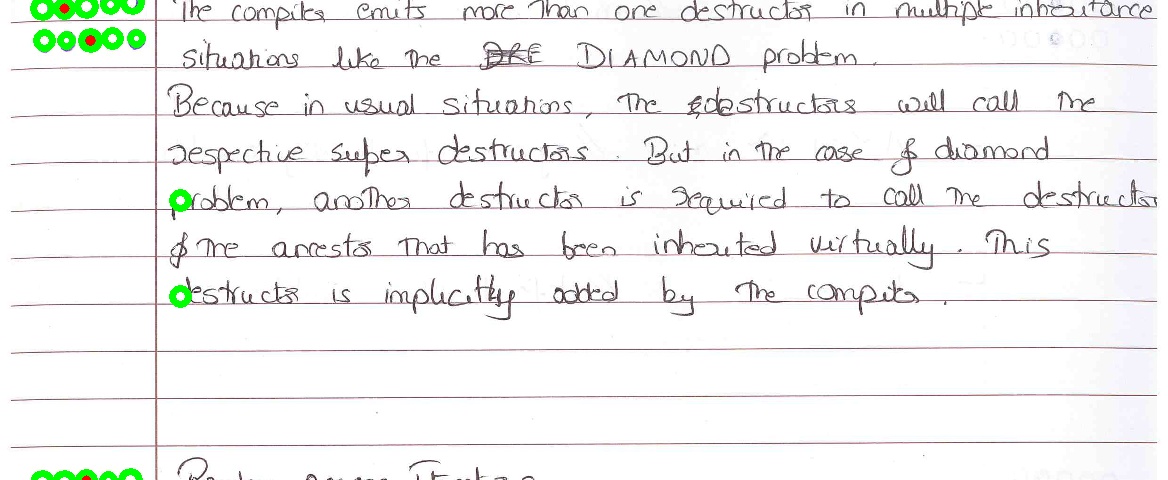 The compiler emits more than one destructor in multiple inheritance
situations like the DIAMOND problem.
Because in usual situations, the destructors will call the
respective super destructors. But in the case of diamond
problem, another destructor is required to call the destructor
of the ancestor that has been inherited virtually. This
destructor is implicitly added by the compiler.